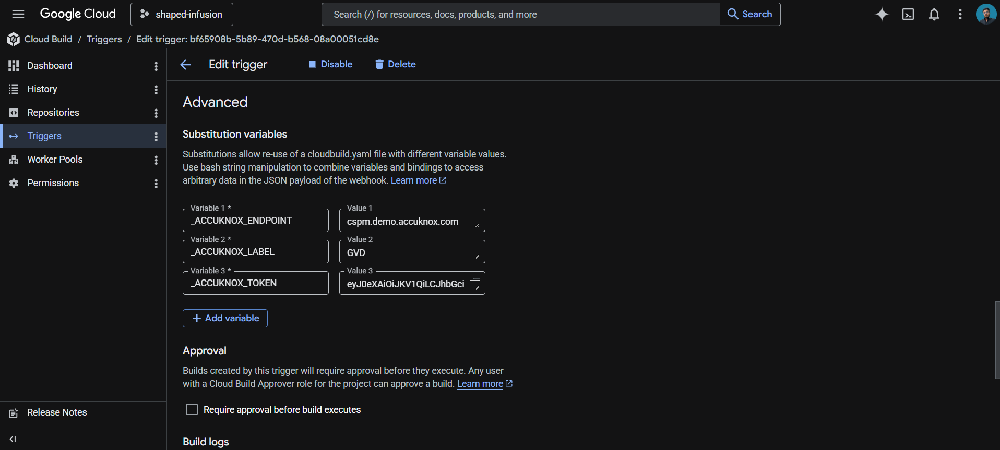 Google Cloud
shaped-infusion
Search (/) for resources, docs, products, and more
Search
Cloud Build / Triggers / Edit trigger: bf65908b-5b89-470d-b568-08a00051cd8e
Dashboard
History
Repositories
Triggers
Worker Pools
Permissions
Release Notes
Edit trigger
Disable
Delete
Advanced
Substitution variables
Substitutions allow re-use of a cloudbuild.yaml file with different variable values.
Use bash string manipulation to combine variables and bindings to access
arbitrary data in the JSON payload of the webhook. Learn more
Variable 1 *
_ACCUKNOX_ENDPOINT
Value 1
cspm.demo.accuknox.com
Variable 2 *
_ACCUKNOX_LABEL
Value 2
GVD
Variable 3 *
_ACCUKNOX_TOKEN
Value 3
eyJ0eXAiOiJKV1QiLCJhbGci
Add variable
Approval
Builds created by this trigger will require approval before they execute. Any user
with a Cloud Build Approver role for the project can approve a build. Learn more
Require approval before build executes
Build logs